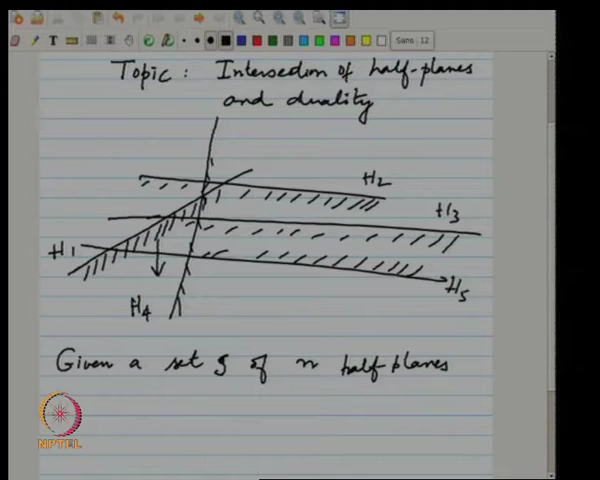 Sans 12
Topic : Intersection of half-planes
and duality
H2
H3
H1
H5
H4
Given a set S of n half-planes
NPTEL